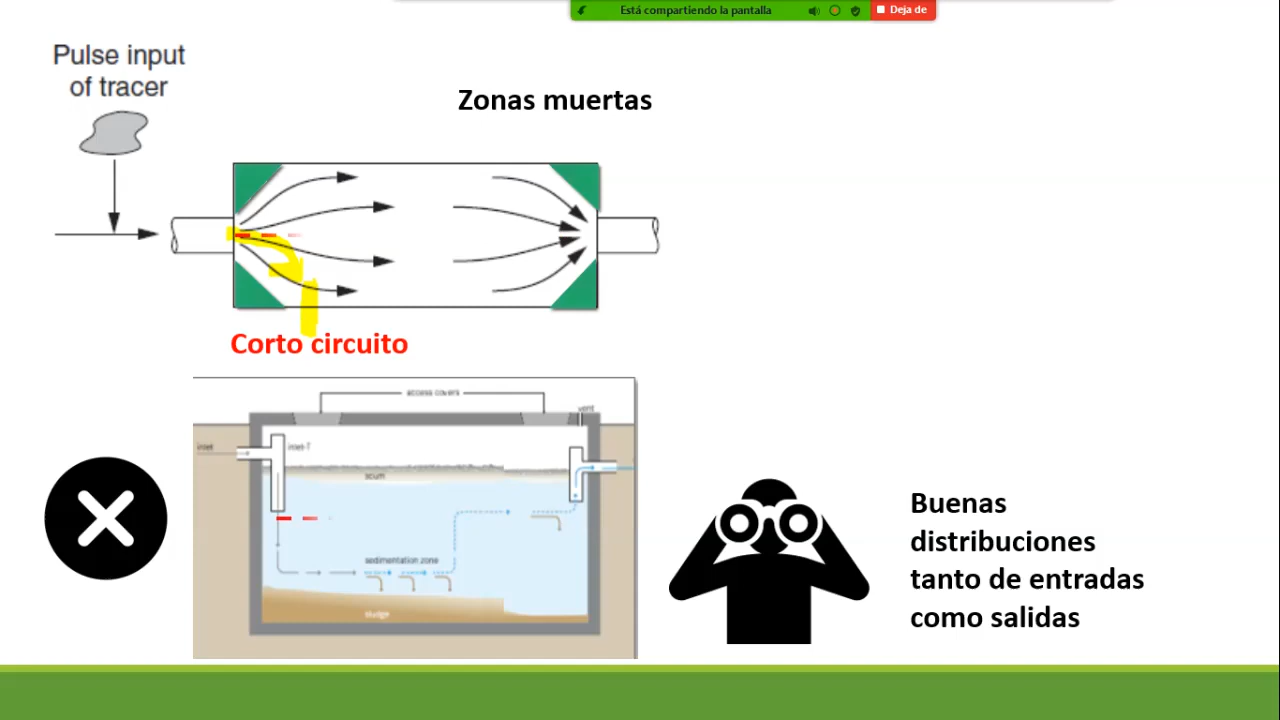 Está compartiendo la pantalla
Deja de
Pulse input
of tracer
Zonas muertas
Corto circuito
access covers
vent
inlet
inlet-T
scum
sedimentation zone
sludge
Buenas
distribuciones
tanto de entradas
como salidas